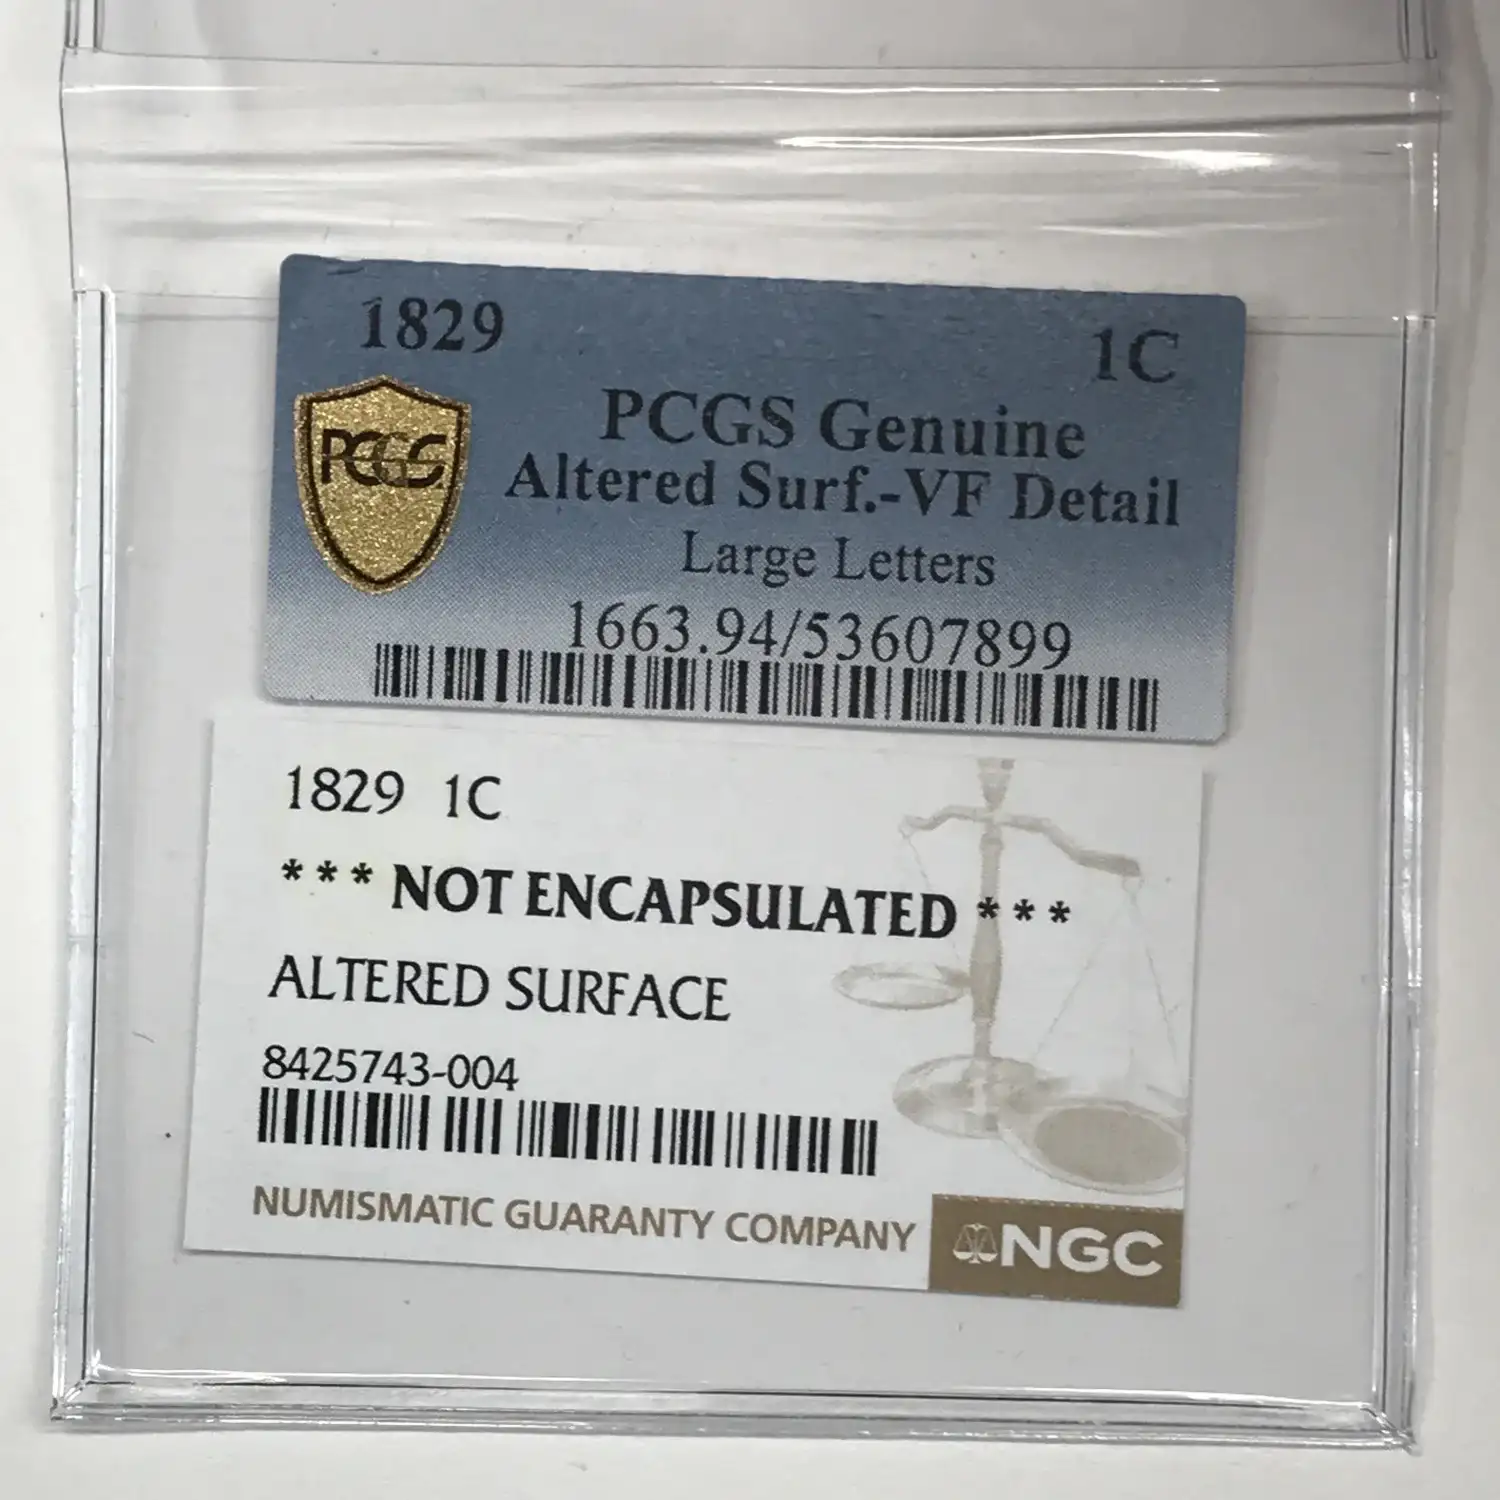 1829
1C
PCGS
PCGS Genuine
Altered Surf.-VF Detail
Large Letters
1663.94/53607899
1829 1C
*** NOT ENCAPSULATED ***
ALTERED SURFACE
8425743-004
NUMISMATIC GUARANTY COMPANY
NGC